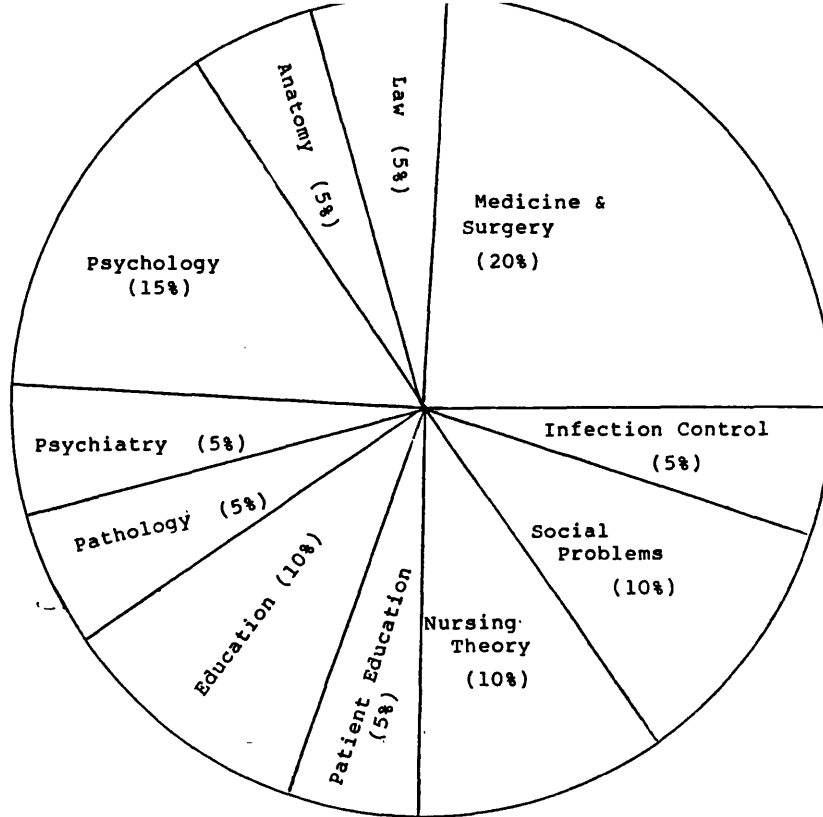 Law (5%)
Anatomy (5%)
Medicine &
Surgery
(20%)
Psychology
(15%)
Infection Control
(5%)
Psychiatry (5%)
Pathology (5%)
Social
Problems
(10%)
Education (10%)
Patient Education
(5%)
Nursing
Theory
(10%)